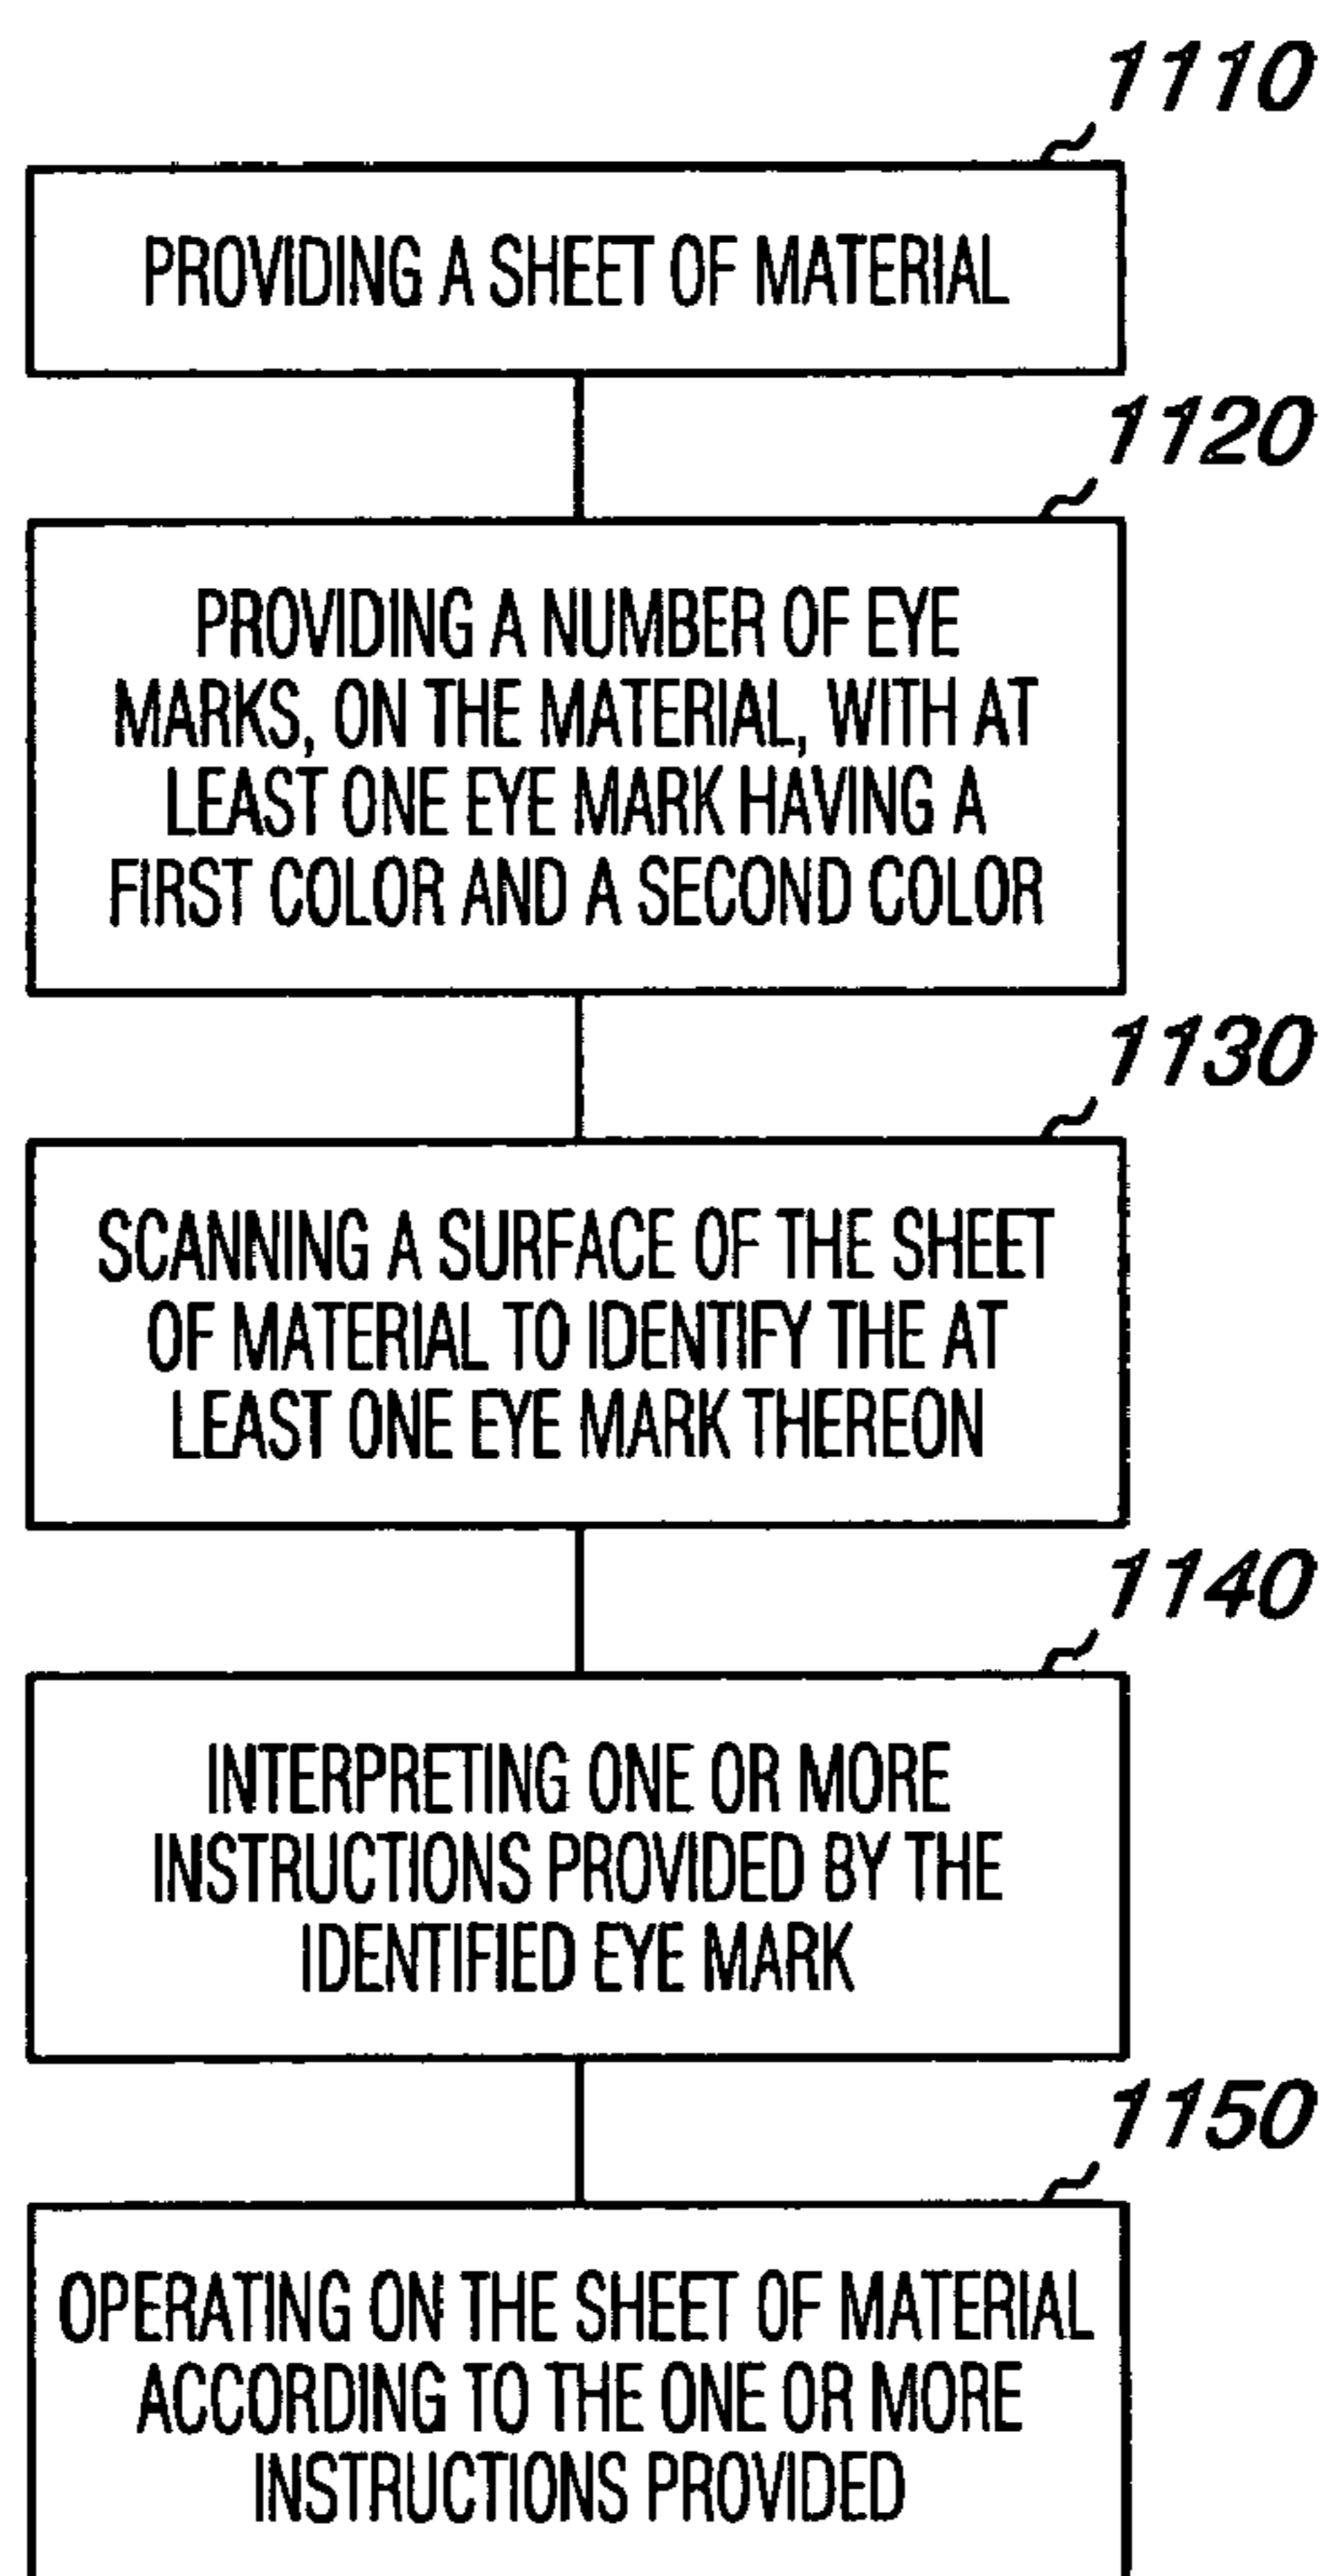 1110
PROVIDING A SHEET OF MATERIAL
1120
PROVIDING A NUMBER OF EYE
MARKS, ON THE MATERIAL, WITH AT
LEAST ONE EYE MARK HAVING A
FIRST COLOR AND A SECOND COLOR
1130
SCANNING A SURFACE OF THE SHEET
OF MATERIAL TO IDENTIFY THE AT
LEAST ONE EYE MARK THEREON
1140
INTERPRETING ONE OR MORE
INSTRUCTIONS PROVIDED BY THE
IDENTIFIED EYE MARK
1150
OPERATING ON THE SHEET OF MATERIAL
ACCORDING TO THE ONE OR MORE
INSTRUCTIONS PROVIDED